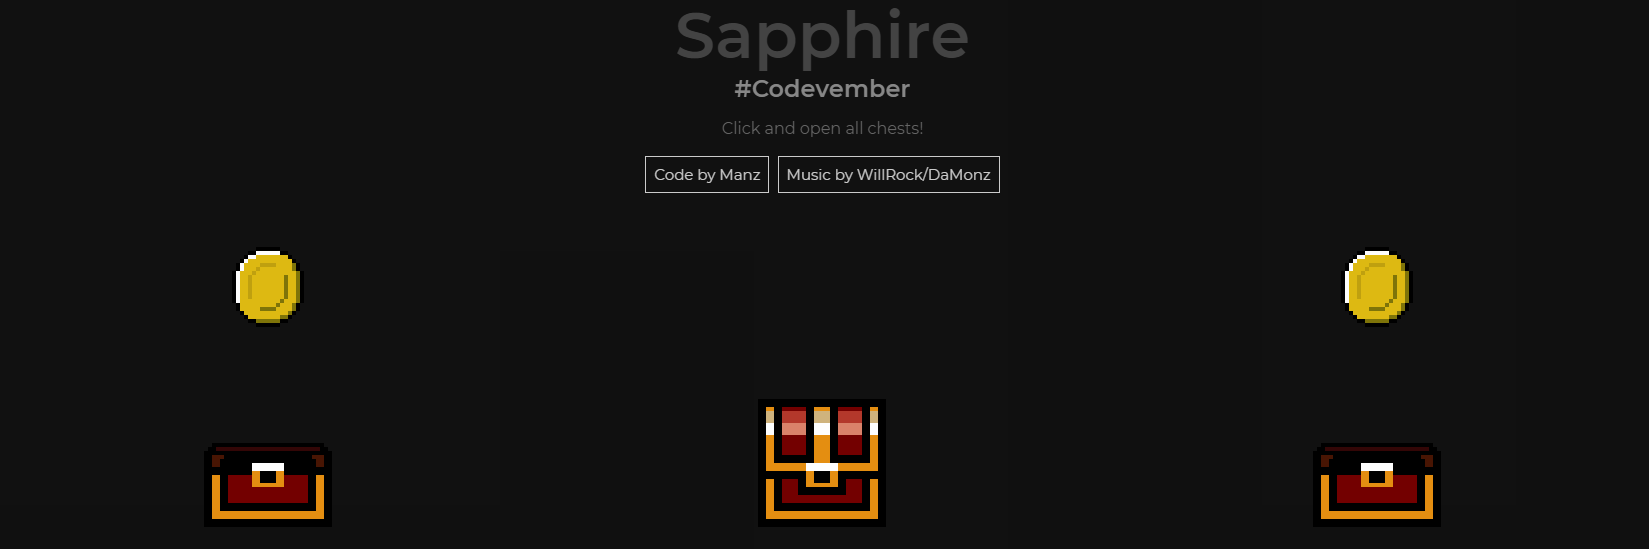 Sapphire
#Codevember
Click and open all chests!
Code by Manz
Music by WillRock/DaMonz